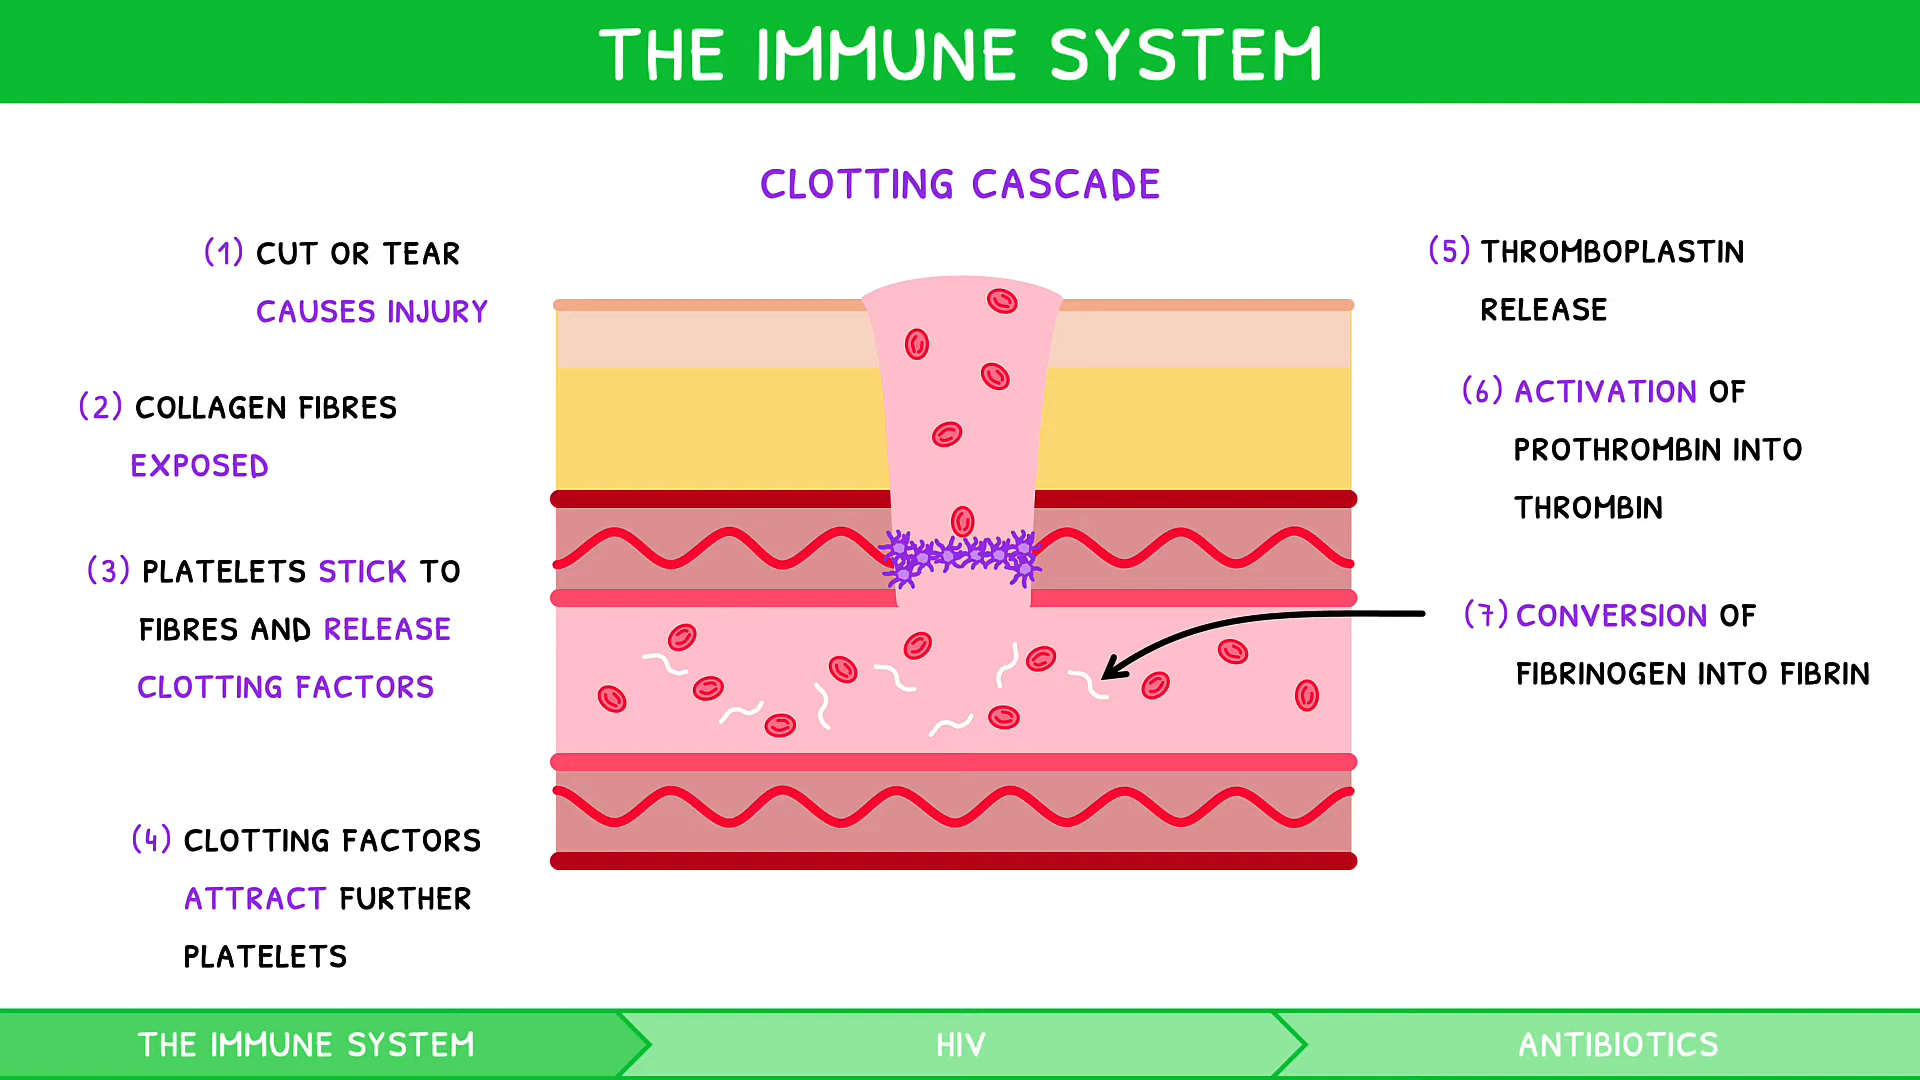 THE IMMUNE SYSTEM
CLOTTING CASCADE
(1) CUT OR TEAR
CAUSES INJURY
(2) COLLAGEN FIBRES
EXPOSED
(3) PLATELETS STICK TO
FIBRES AND RELEASE
CLOTTING FACTORS
(4) CLOTTING FACTORS
ATTRACT FURTHER
PLATELETS
(5) THROMBOPLASTIN
RELEASE
(6) ACTIVATION OF
PROTHROMBIN INTO
THROMBIN
(7) CONVERSION OF
FIBRINOGEN INTO FIBRIN
THE IMMUNE SYSTEM
HIV
ANTIBIOTICS